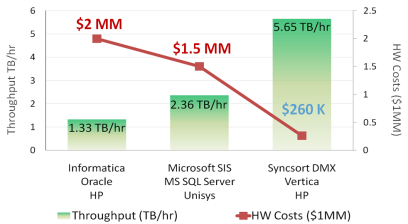 6
5
4
3
2
1
0
Throughput TB/hr
2.5
2
1.5
1
0.5
0
HW Costs ($1MM)
$2 MM
$1.5 MM
$260 K
1.33 TB/hr
2.36 TB/hr
5.65 TB/hr
Informatica
Oracle
HP
Microsoft SIS
MS SQL Server
Unisys
Syncsort DMX
Vertica
HP
Throughput (TB/hr)
HW Costs ($1MM)